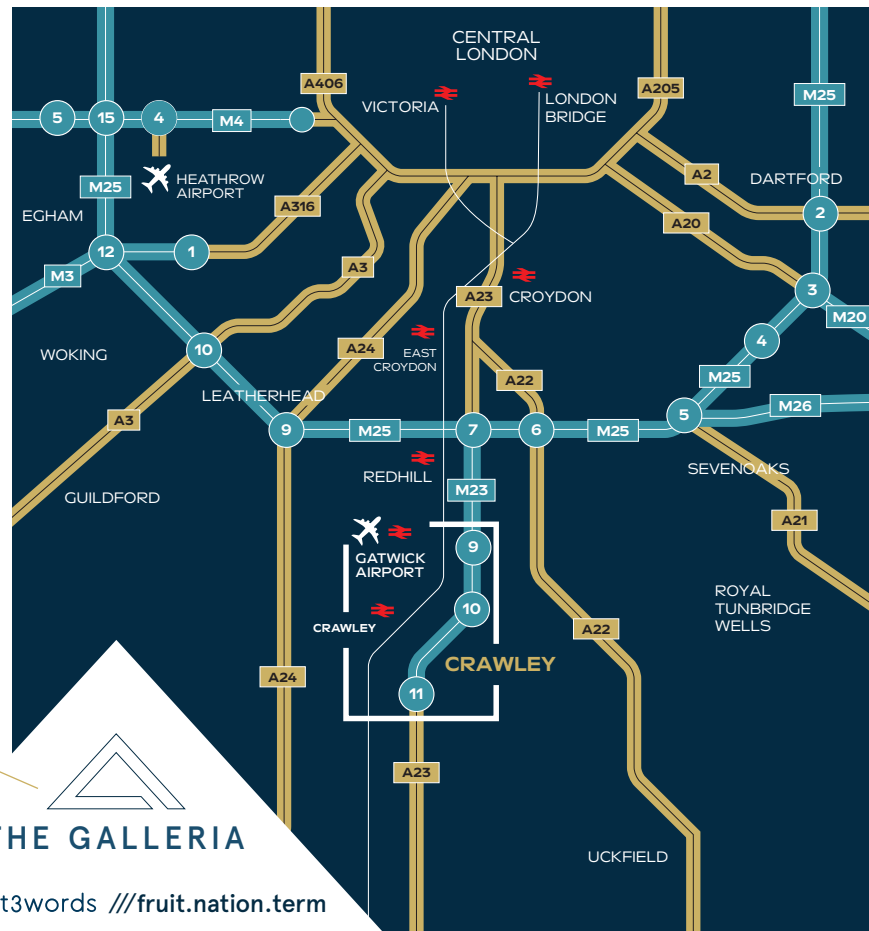 CENTRAL
LONDON
A406
VICTORIA
LONDON
BRIDGE
A205
M25
5
15
4
M4
M25
HEATHROW
AIRPORT
EGHAM
A316
A2
DARTFORD
2
A20
12
1
M3
A3
A23
CROYDON
3
M20
WOKING
10
A24
EAST
CROYDON
A22
4
M25
LEATHERHEAD
M26
A3
9
M25
7
6
M25
5
REDHILL
SEVENOAKS
GUILDFORD
M23
A21
GATWICK
AIRPORT
9
ROYAL
TUNBRIDGE
WELLS
10
CRAWLEY
A22
CRAWLEY
A24
11
A23
THE GALLERIA
UCKFIELD
t3words ///fruit.nation.term